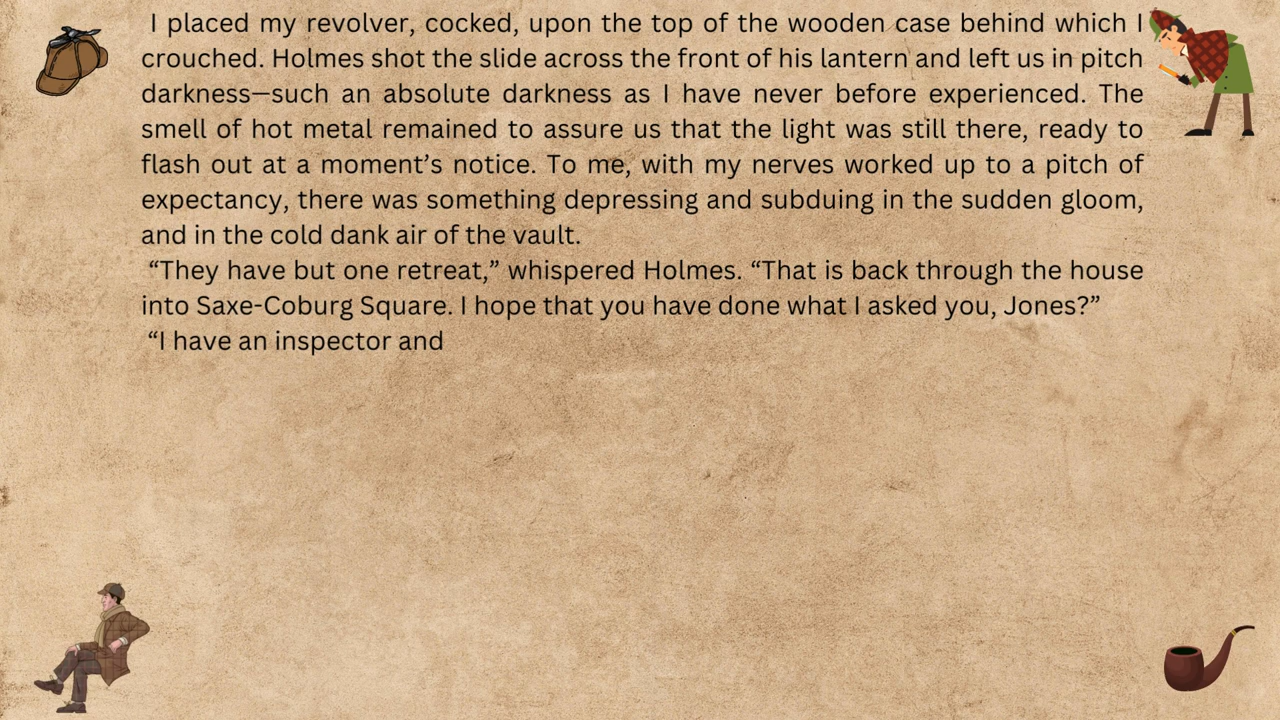 I placed my revolver, cocked, upon the top of the wooden case behind which I
crouched. Holmes shot the slide across the front of his lantern and left us in pitch
darkness—such an absolute darkness as I have never before experienced. The
smell of hot metal remained to assure us that the light was still there, ready to
flash out at a moment’s notice. To me, with my nerves worked up to a pitch of
expectancy, there was something depressing and subduing in the sudden gloom,
and in the cold dank air of the vault.
“They have but one retreat,” whispered Holmes. “That is back through the house
into Saxe-Coburg Square. I hope that you have done what I asked you, Jones?”
“I have an inspector and